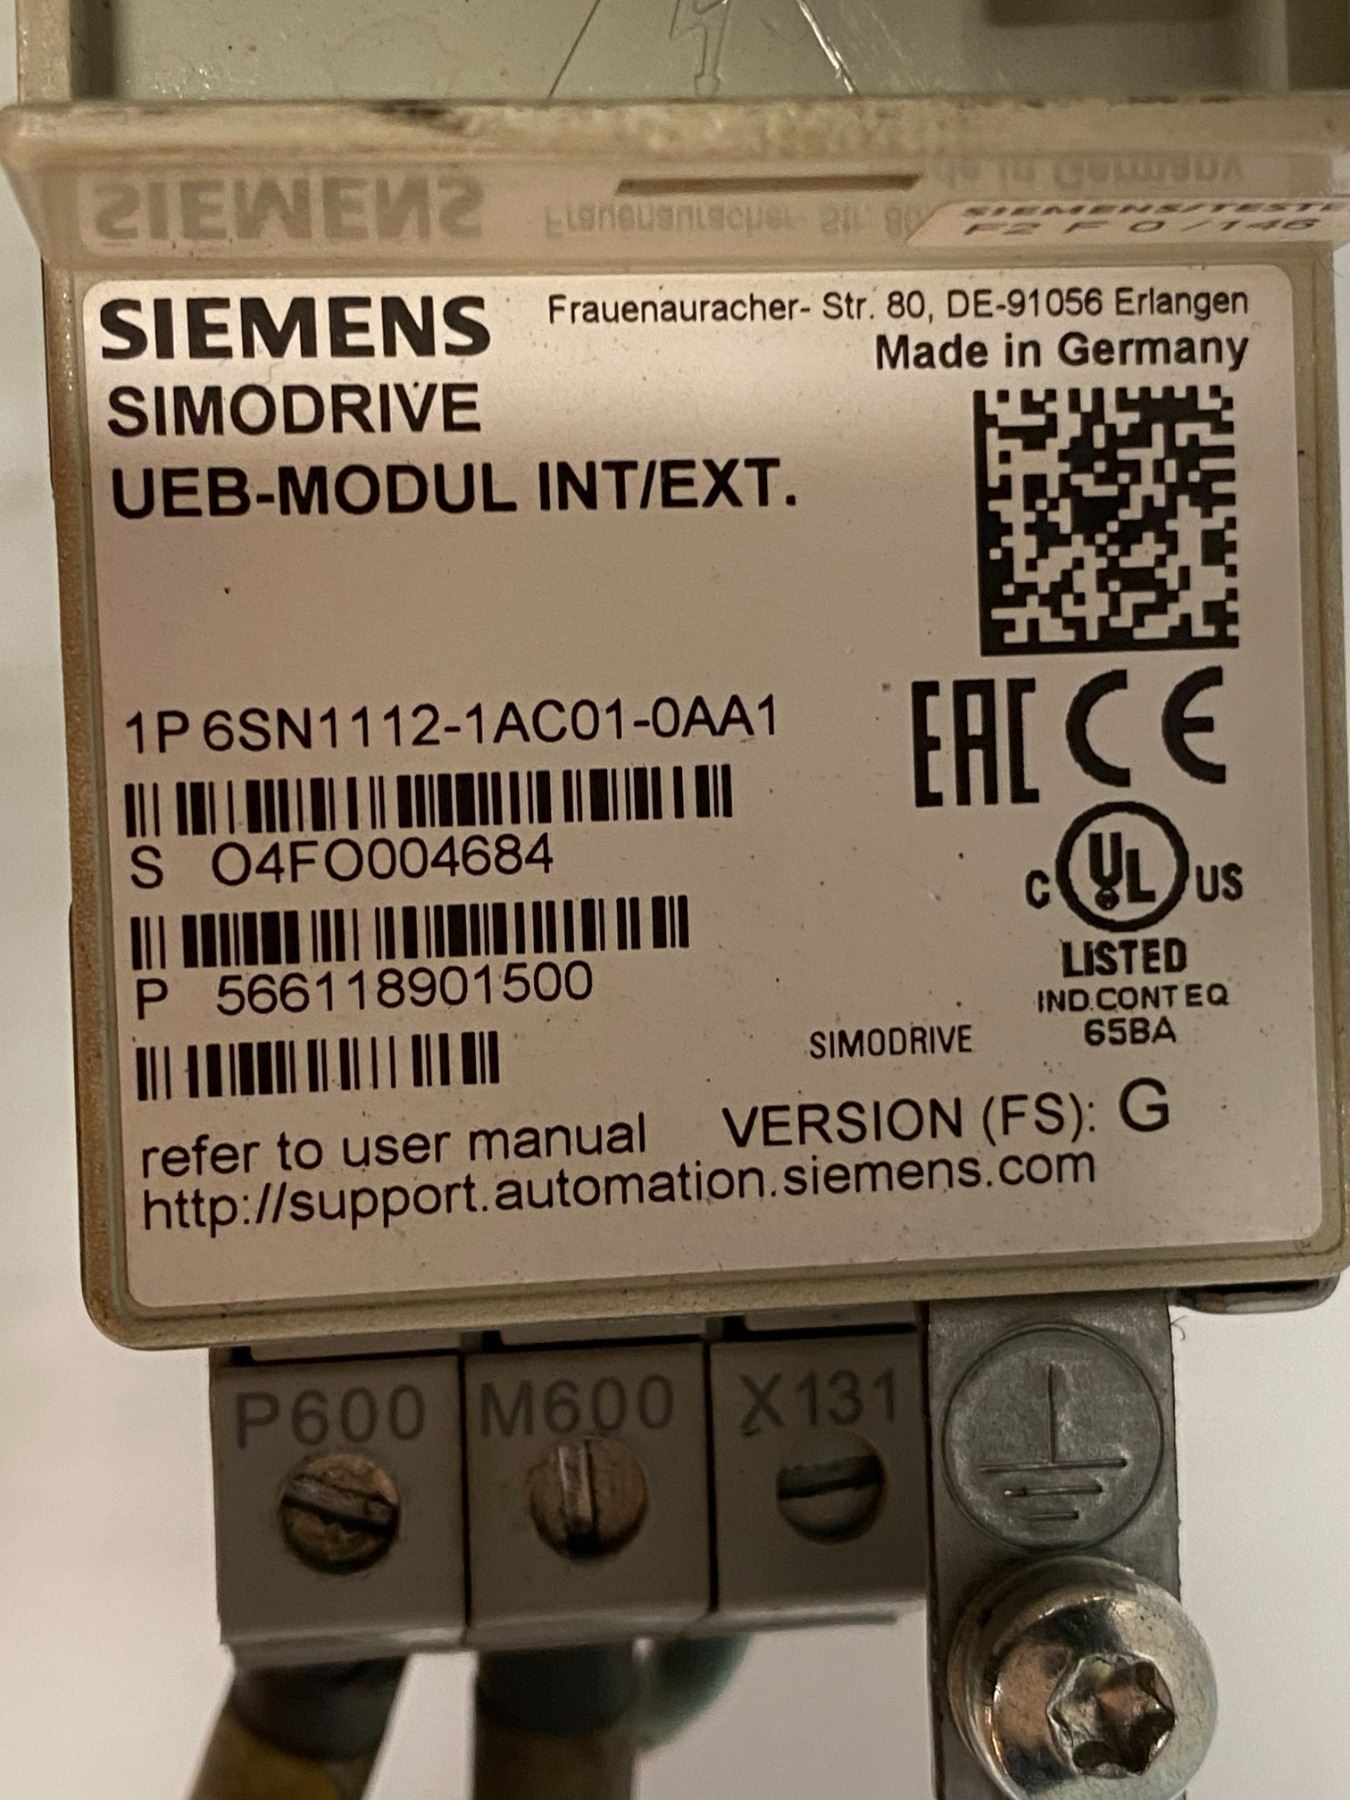 SIEMENS/TESTE
F2 F 0 / 146
SIEMENS Frauenauracher- Str. 80, DE-91056 Erlangen
Made in Germany
SIMODRIVE
UEB-MODUL INT/EXT.
1P 6SN1112-1AC01-0AA1
EAC CE
S O4FO004684
C UL US
LISTED
IND.CONT EQ
65BA
P 566118901500
SIMODRIVE
refer to user manual VERSION (FS): G
http://support.automation.siemens.com
P600 M600 X131